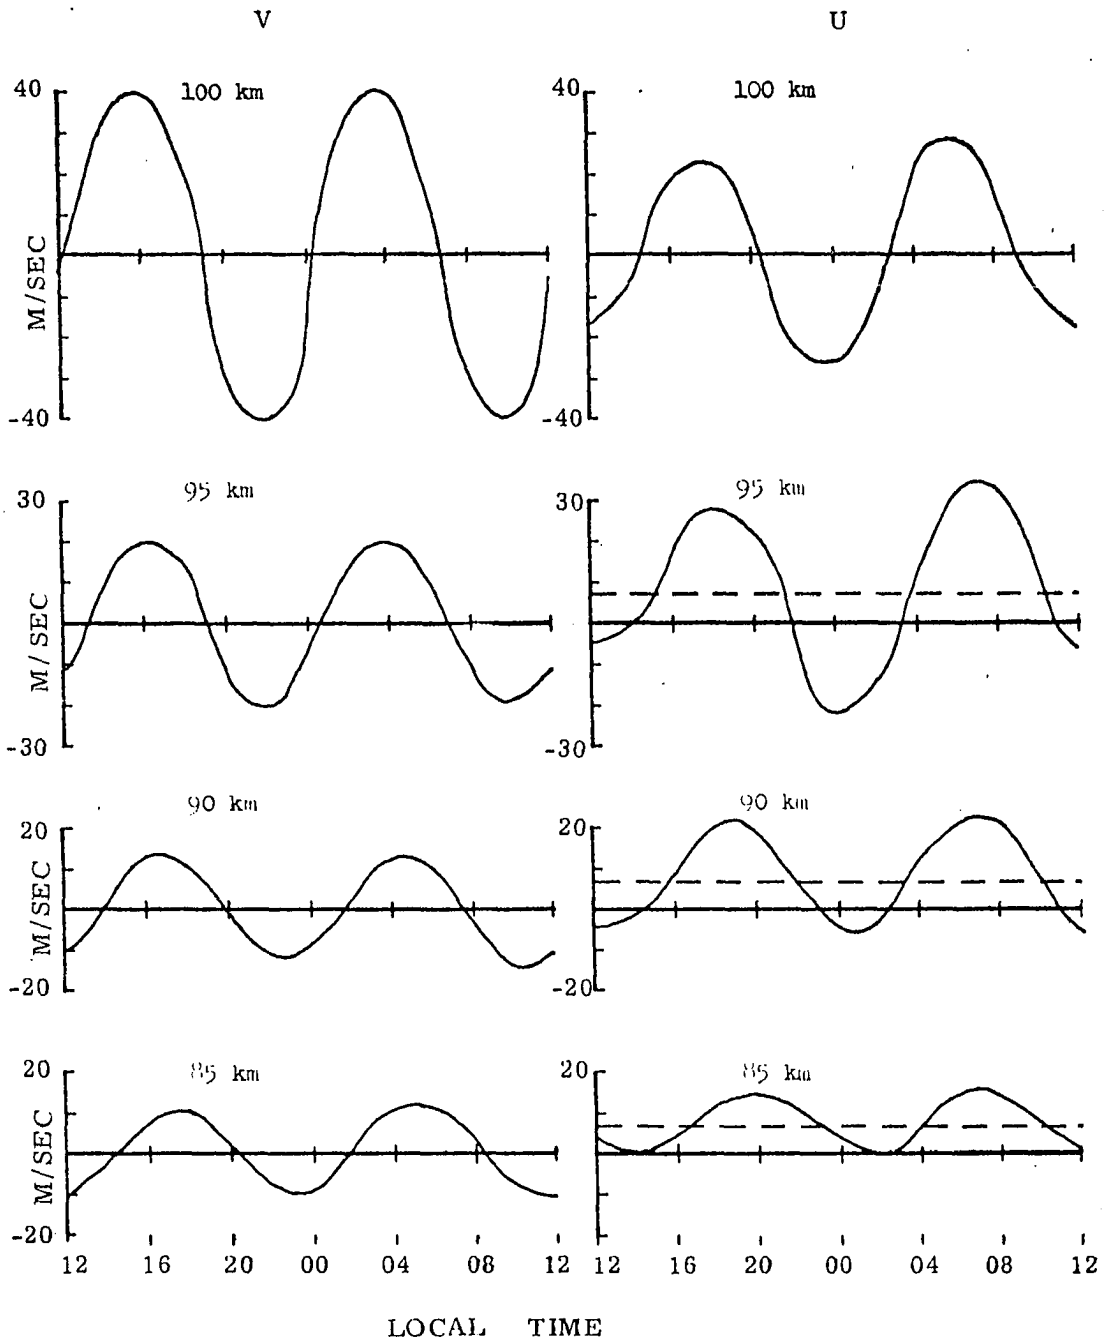 V U
100 km 100 km
40 40
M/SEC
-40 -40
95 km 95 km
30 30
M/SEC
-30 -30
90 km 90 km
20 20
M/SEC
-20 -20
85 km 85 km
20 20
M/SEC
-20
12 16 20 00 04 08 12 12 16 20 00 04 08 12
LOCAL TIME